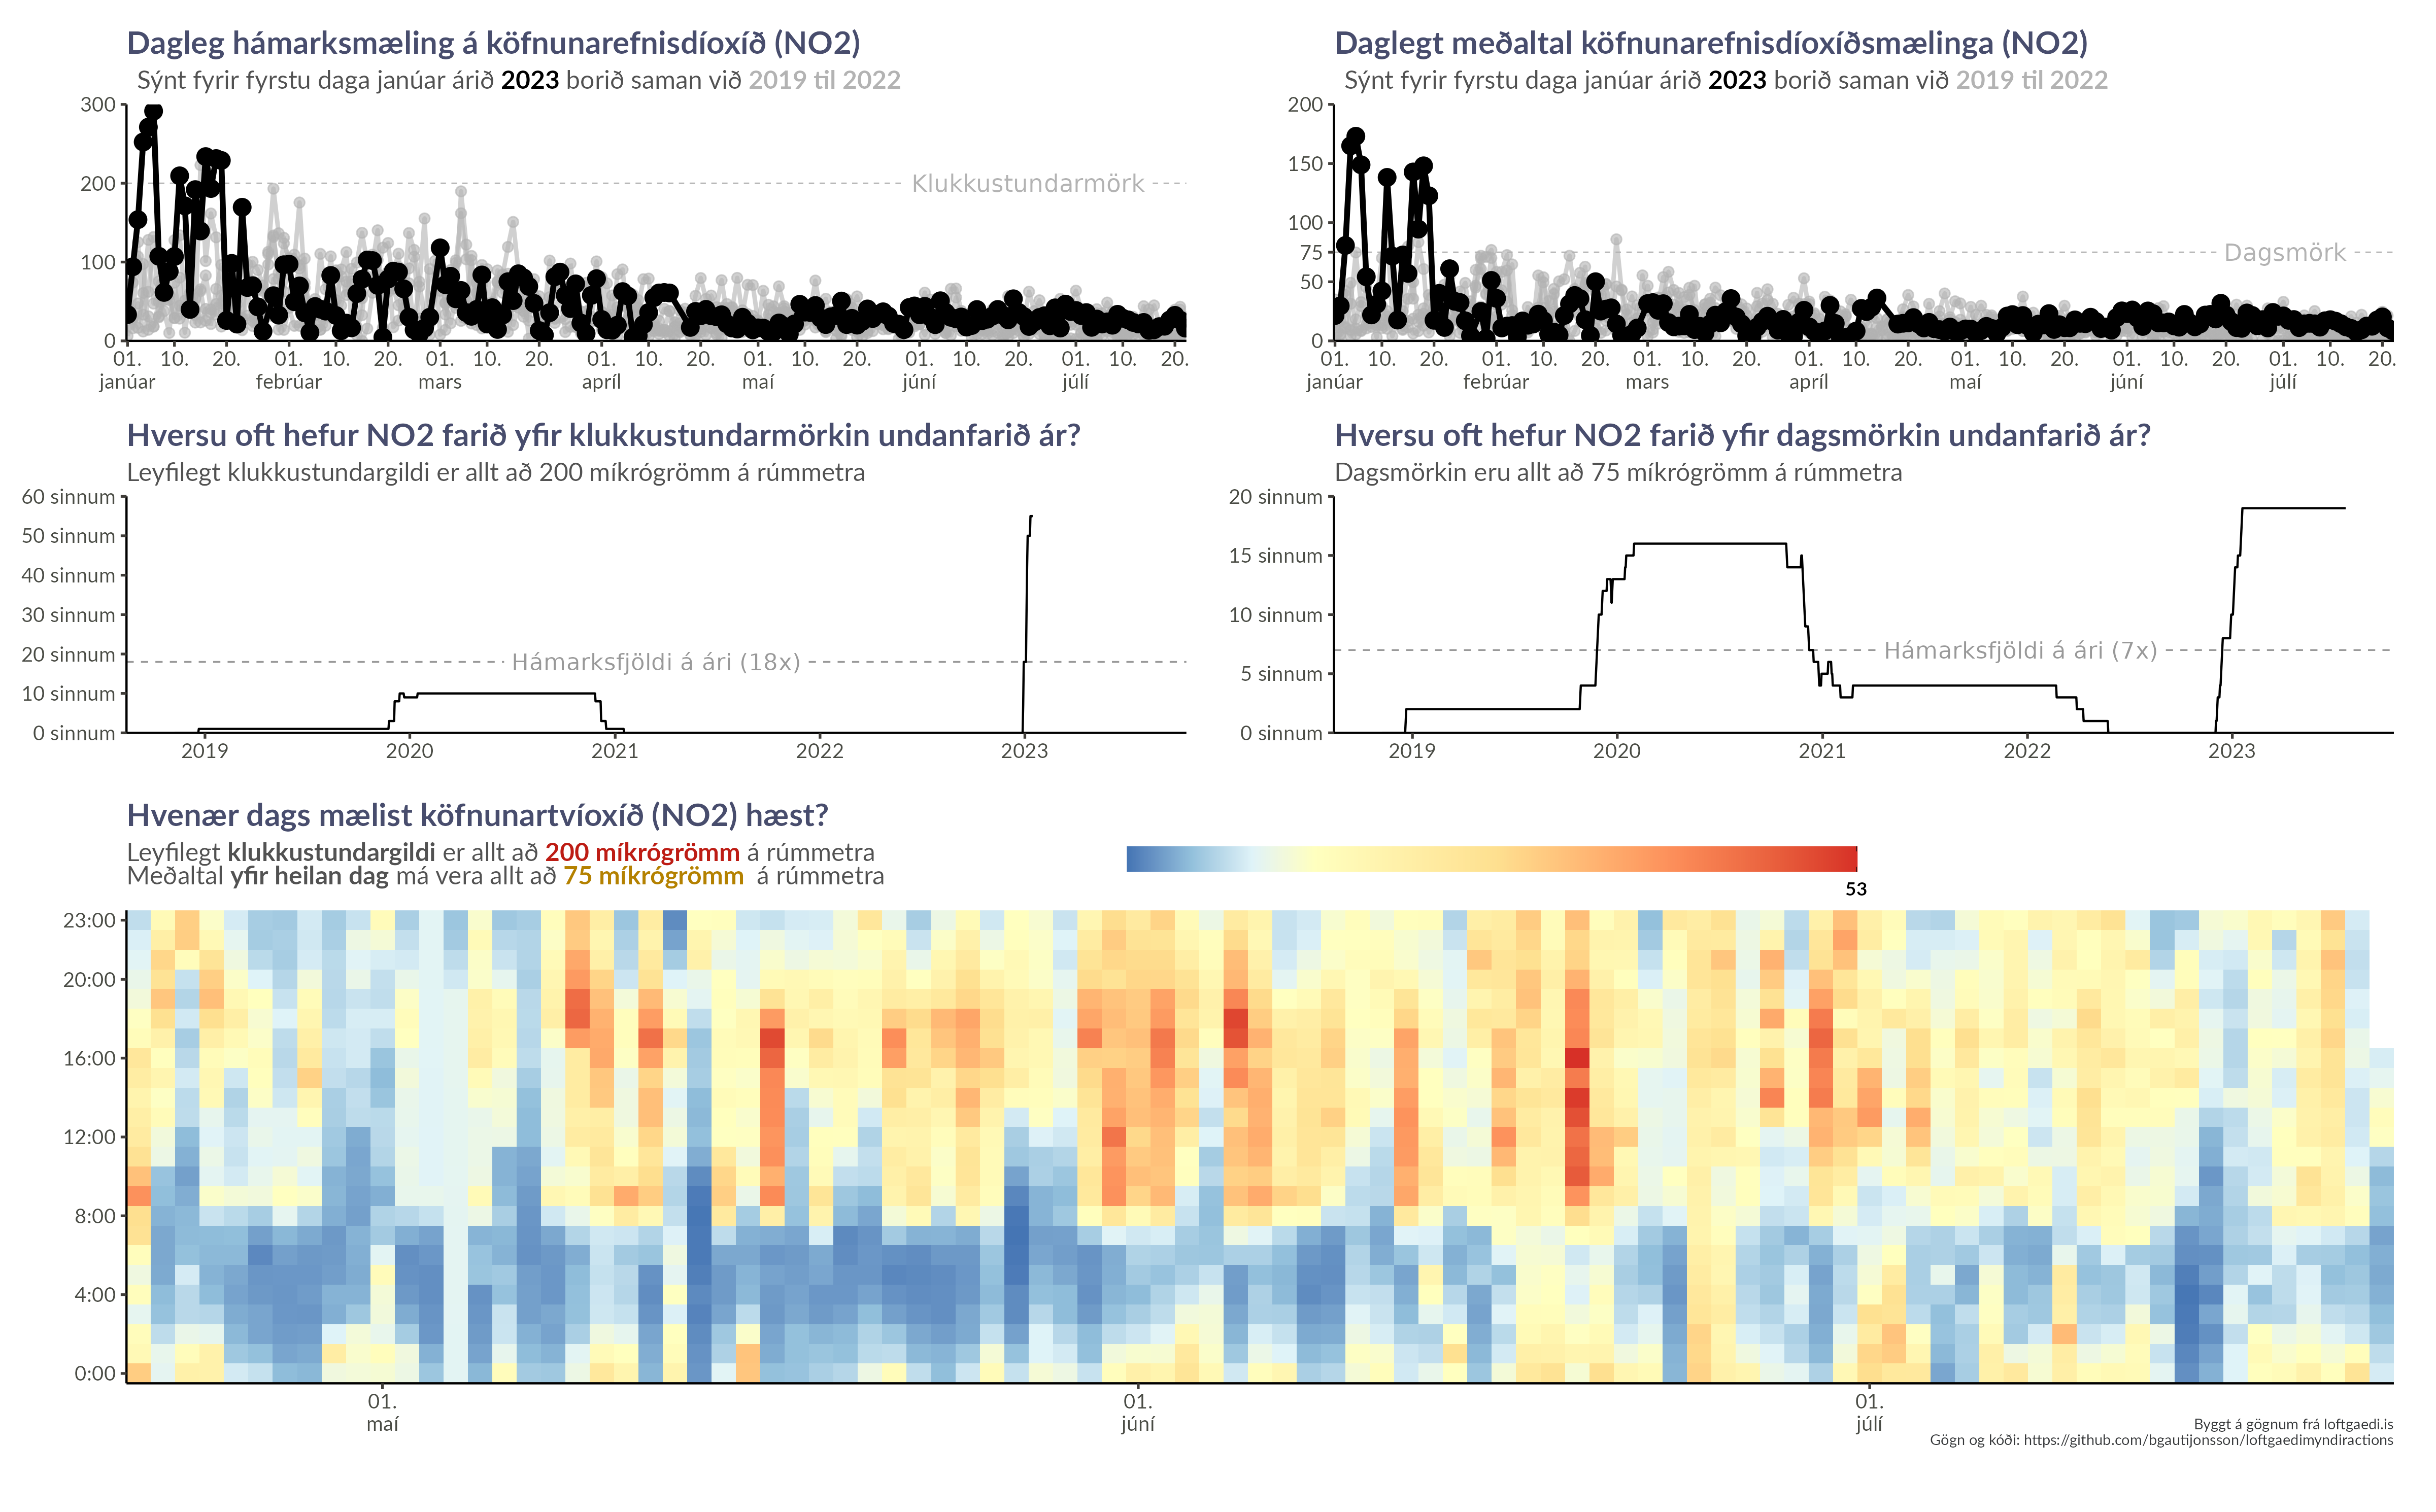 Dagleg hámarksmæling á köfnunarefnisdíoxíð (NO2)
Sýnt fyrir fyrstu daga janúar árið 2023 borið saman við 2019 til 2022
300
200
100
0
Klukkustundarmörk
01. 10. 20. 01. 10. 20. 01. 10. 20. 01. 10. 20. 01. 10. 20. 01. 10. 20. 01. 10. 20.
janúar febrúar mars apríl maí júní júlí
Daglegt meðaltal köfnunarefnisdíoxíðsmælinga (NO2)
Sýnt fyrir fyrstu daga janúar árið 2023 borið saman við 2019 til 2022
200
150
100
75
50
0
Dagsmörk
01. 10. 20. 01. 10. 20. 01. 10. 20. 01. 10. 20. 01. 10. 20. 01. 10. 20. 01. 10. 20.
janúar febrúar mars apríl maí júní júlí
Hversu oft hefur NO2 farið yfir klukkustundarmörkin undanfarið ár?
Leyfilegt klukkustundargildi er allt að 200 míkrógrömm á rúmmetra
60 sinnum
50 sinnum
40 sinnum
30 sinnum
20 sinnum
10 sinnum
0 sinnum
Hámarksfjöldi á ári (18x)
2019 2020 2021 2022 2023
Hversu oft hefur NO2 farið yfir dagsmörkin undanfarið ár?
Dagsmörkin eru allt að 75 míkrógrömm á rúmmetra
20 sinnum
15 sinnum
10 sinnum
5 sinnum
0 sinnum
Hámarksfjöldi á ári (7x)
2019 2020 2021 2022 2023
Hvenær dags mælist köfnunartvíoxíð (NO2) hæst?
Leyfilegt klukkustundargildi er allt að 200 míkrógrömm á rúmmetra
Meðaltal yfir heilan dag má vera allt að 75 míkrógrömm á rúmmetra
53
23:00
20:00
16:00
12:00
8:00
4:00
0:00
01. 01. 01.
maí júní júlí
Byggt á gögnum frá loftgaedi.is
Gögn og kóði: https://github.com/bgautijonsson/loftgaedimyndiractions